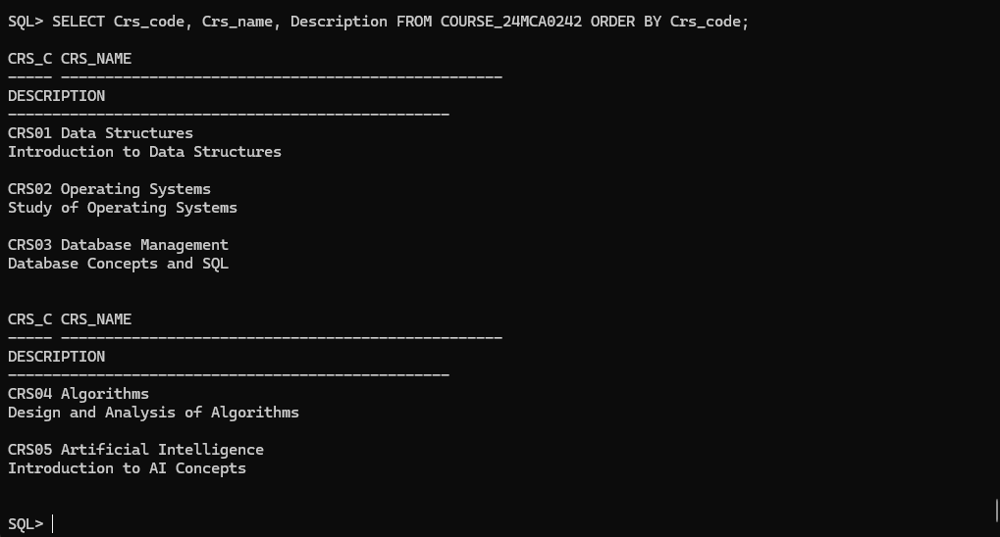 SQL> SELECT Crs_code, Crs_name, Description FROM COURSE_24MCA0242 ORDER BY Crs_code;
CRS_C CRS_NAME
----- --------------------------------------------------
DESCRIPTION
--------------------------------------------------
CRS01 Data Structures
Introduction to Data Structures
CRS02 Operating Systems
Study of Operating Systems
CRS03 Database Management
Database Concepts and SQL
CRS_C CRS_NAME
----- --------------------------------------------------
DESCRIPTION
--------------------------------------------------
CRS04 Algorithms
Design and Analysis of Algorithms
CRS05 Artificial Intelligence
Introduction to AI Concepts
SQL>